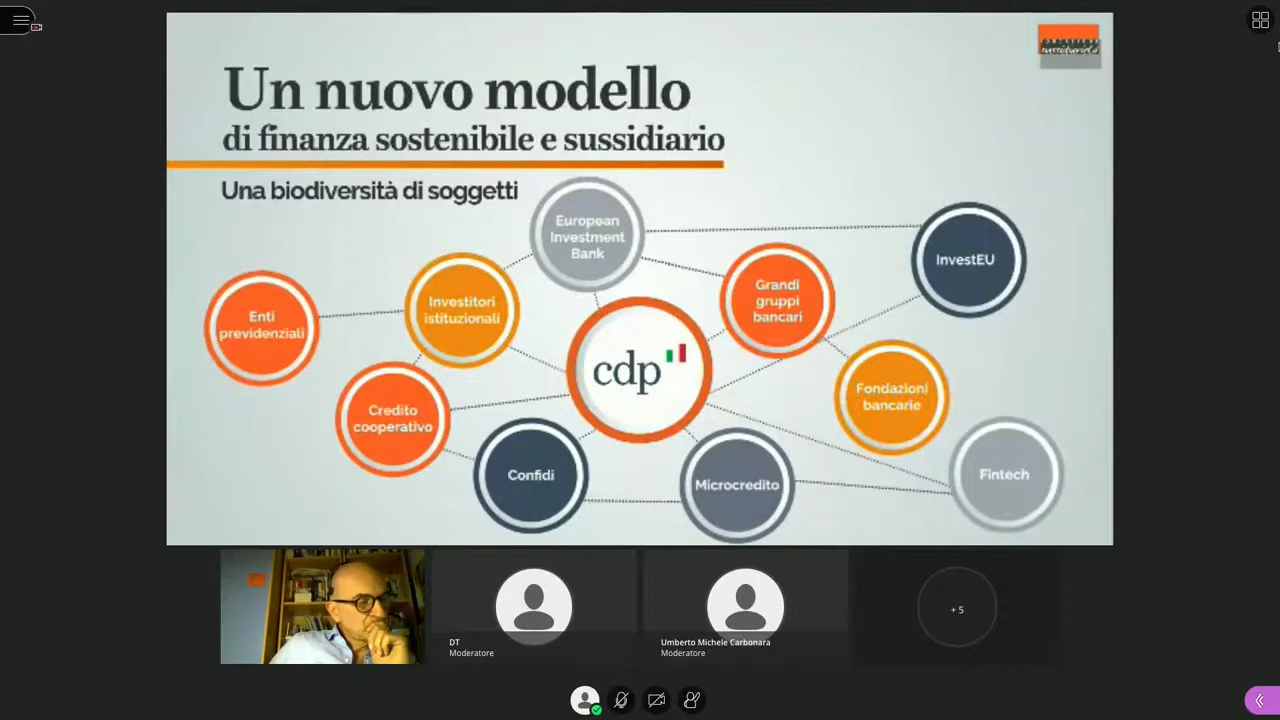 Un nuovo modello
di finanza sostenibile e sussidiario
Una biodiversità di soggetti
European
Investment
Bank
InvestEU
Grandi
gruppi
bancari
Investitori
istituzionali
Enti
previdenziali
cdp
Credito
cooperativo
Fondazioni
bancarie
Confidi
Microcredito
Fintech
DT
Moderatore
Umberto Michele Carbonara
Moderatore
+ 5